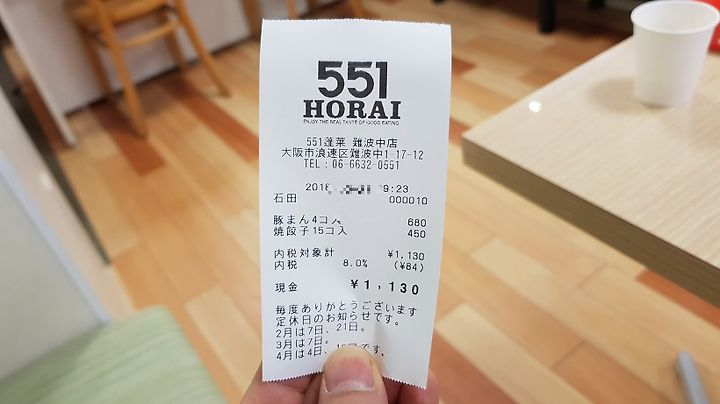 551
HORAI
ENJOY THE REAL TASTE OF GOOD EATING.
551蓬莱 難波中店
大阪市浪速区難波中1-17-12
TEL:06-6632-0551
2018 9:23
石田 000010
豚まん4コ入 680
焼餃子15コ入 450
内税対象計 ¥1,130
内税 8.0% (¥84)
現金 ¥1,130
毎度ありがとうございます
定休日のお知らせです。
2月は7日、21日。
3月は7日。
4月は4日、 です。